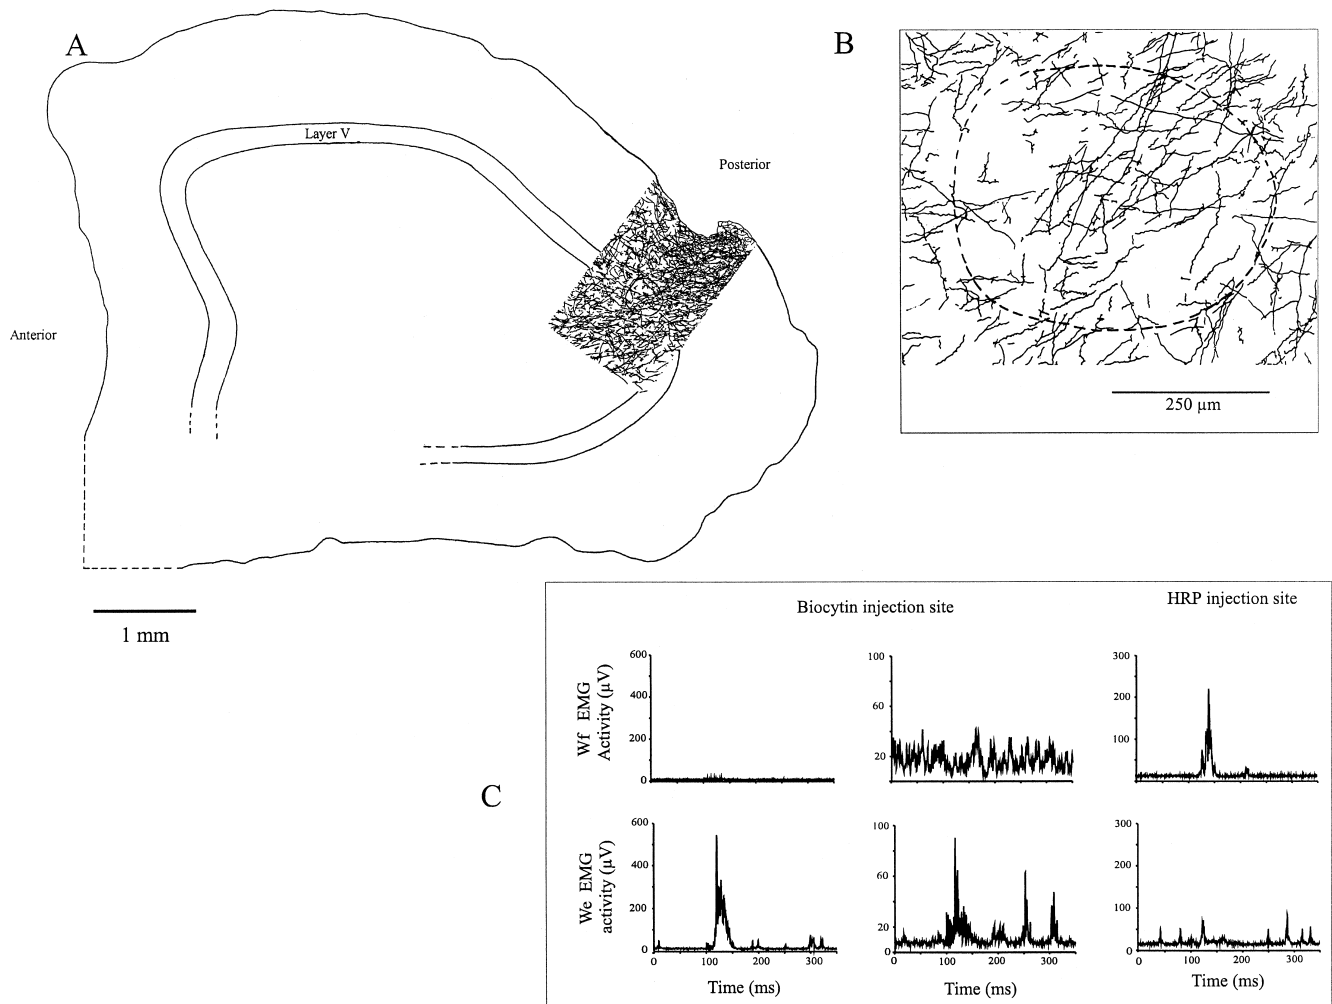 A
B
Layer V
Posterior
Anterior
250 µm
1 mm
C
Biocytin injection site
HRP injection site
Wf EMG
Activity (µV)
600
400
200
0
100
60
20
300
200
100
We EMG
activity (µV)
600
400
200
0
0 100 200 300
Time (ms)
100
60
20
0
0 100 200 300
Time (ms)
300
200
100
0
0 100 200 300
Time (ms)